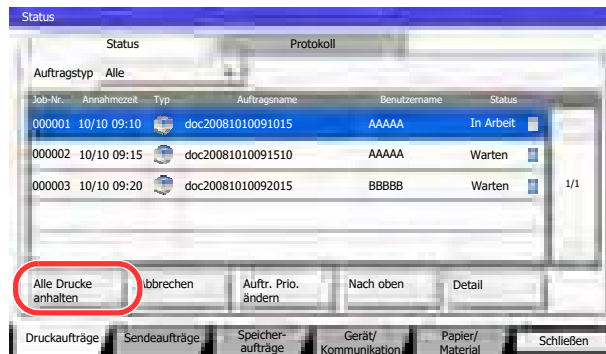 Status
Status Protokoll
Auftragstyp Alle
Job-Nr. Annahmezeit Typ Auftragsname Benutzername Status
000001 10/10 09:10 doc20081010091015 AAAAA In Arbeit
000002 10/10 09:15 doc20081010091510 AAAAA Warten
000003 10/10 09:20 doc20081010092015 BBBBB Warten
1/1
Alle Drucke anhalten
Abbrechen
Auftr. Prio. ändern
Nach oben
Detail
Druckaufträge
Sendeaufträge
Speicher-
aufträge
Gerät/
Kommunikation
Papier/
Material
Schließen